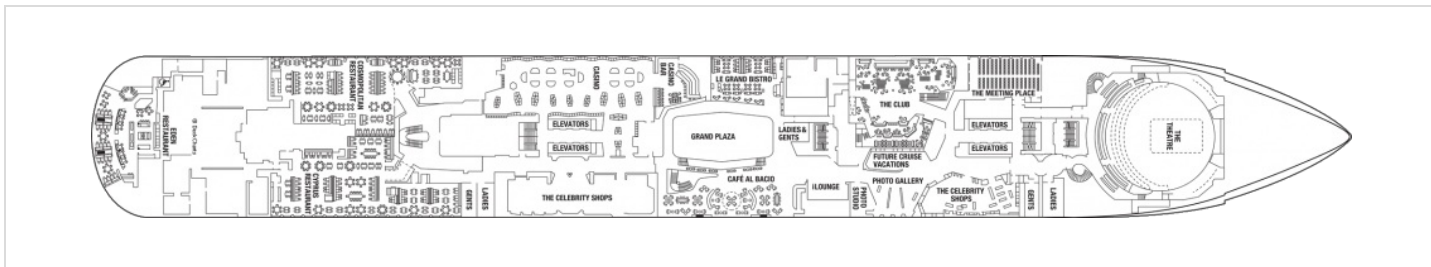 EDEN
RESTAURANT
COSMOPOLITAN
RESTAURANT
CYPRUS
RESTAURANT
GENTS
LADIES
CASINO
ELEVATORS
ELEVATORS
THE CELEBRITY SHOPS
CASINO
BAR
LE GRAND BISTRO
GRAND PLAZA
CAFÉ AL BACIO
LADIES &
GENTS
iLOUNGE
PHOTO
STUDIO
THE CLUB
FUTURE CRUISE
VACATIONS
PHOTO GALLERY
THE CELEBRITY
SHOPS
THE MEETING PLACE
ELEVATORS
ELEVATORS
GENTS
LADIES
THE
THEATRE